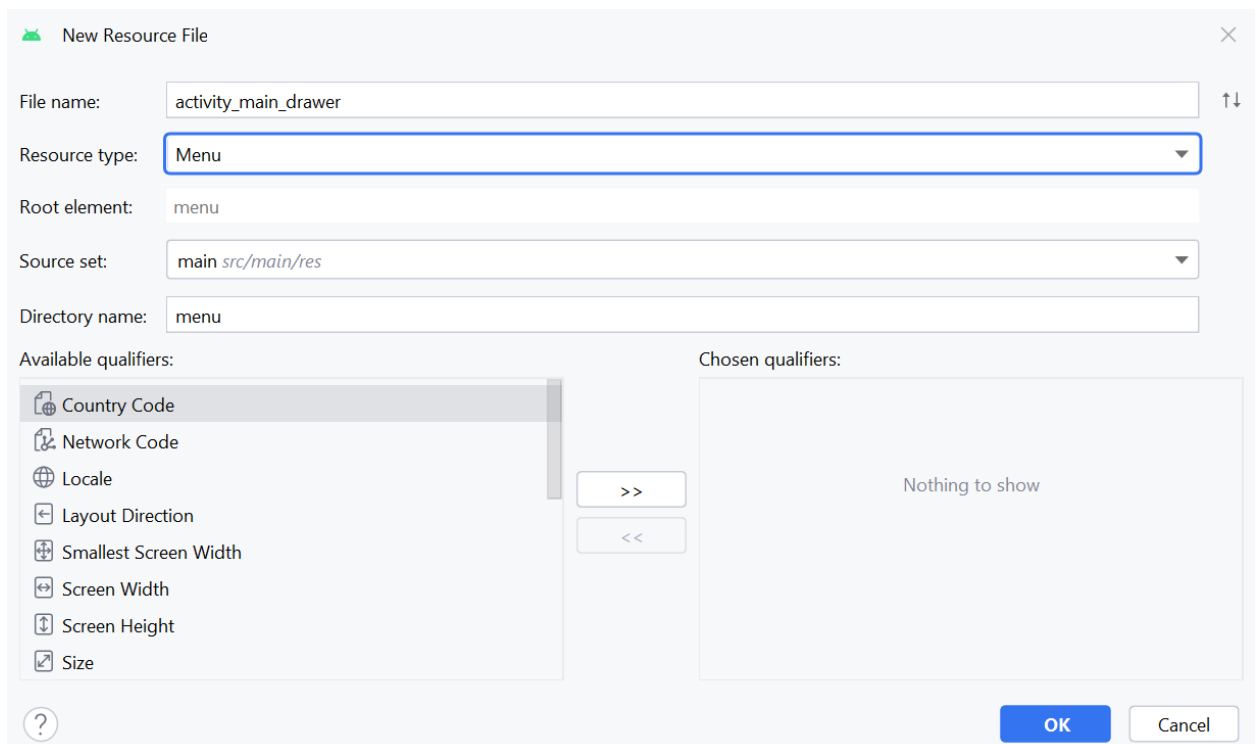 New Resource File
File name: activity_main_drawer
Resource type: Menu
Root element: menu
Source set: main src/main/res
Directory name: menu
Available qualifiers:
Country Code
Network Code
Locale
Layout Direction
Smallest Screen Width
Screen Width
Screen Height
Size
>>
<<
Chosen qualifiers:
Nothing to show
?
OK
Cancel